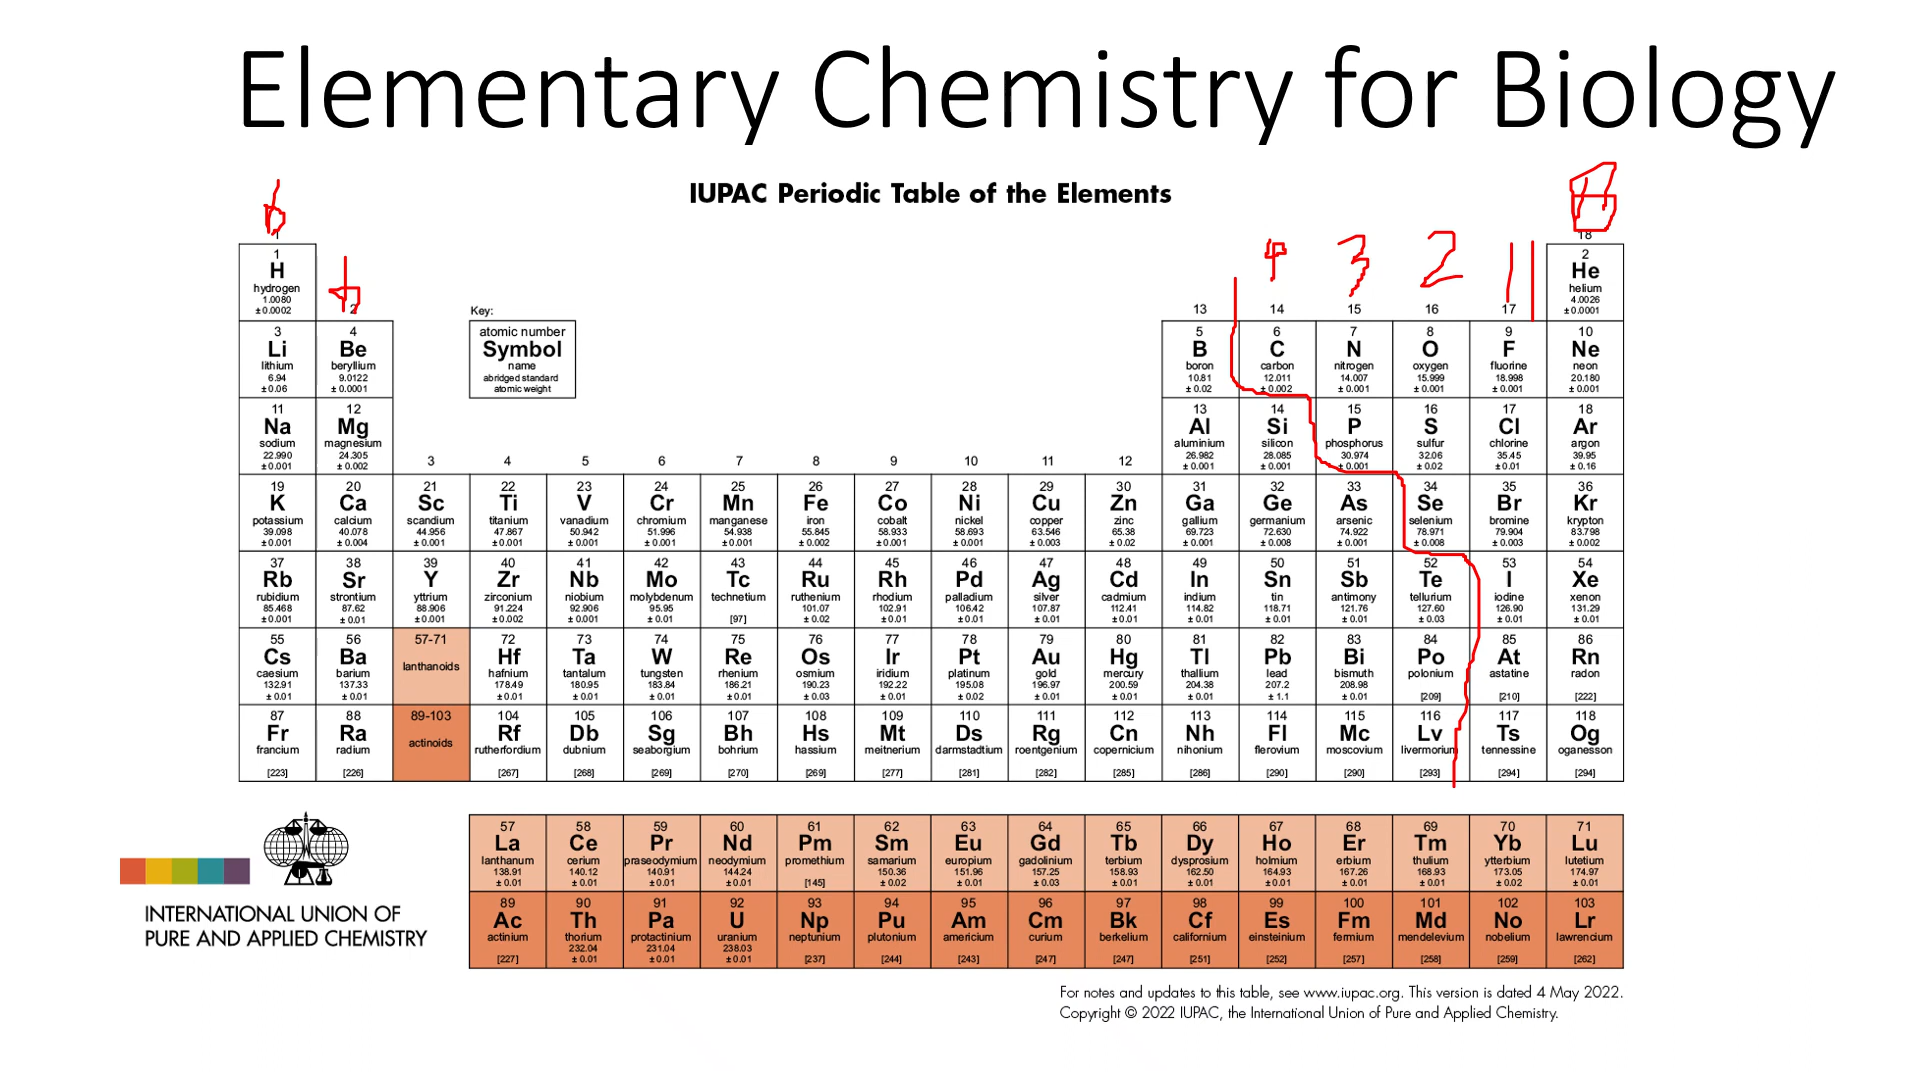 Elementary Chemistry for Biology
IUPAC Periodic Table of the Elements
4 3 2 1
1 18
1 2
H He
hydrogen helium
1.0080 4.0026
± 0.0002 ± 0.0001
2 Key: 13 14 15 16 17
3 4 atomic number 5 6 7 8 9 10
Li Be Symbol B C N O F Ne
lithium beryllium name boron carbon nitrogen oxygen fluorine neon
6.94 9.0122 abridged standard 10.81 12.011 14.007 15.999 18.998 20.180
± 0.06 ± 0.0001 atomic weight ± 0.02 ± 0.002 ± 0.001 ± 0.001 ± 0.001 ± 0.001
11 12 13 14 15 16 17 18
Na Mg Al Si P S Cl Ar
sodium magnesium aluminium silicon phosphorus sulfur chlorine argon
22.990 24.305 26.982 28.085 30.974 32.06 35.45 39.95
± 0.001 ± 0.002 ± 0.001 ± 0.001 ± 0.001 ± 0.02 ± 0.01 ± 0.16
3 4 5 6 7 8 9 10 11 12
19 20 21 22 23 24 25 26 27 28 29 30 31 32 33 34 35 36
K Ca Sc Ti V Cr Mn Fe Co Ni Cu Zn Ga Ge As Se Br Kr
potassium calcium scandium titanium vanadium chromium manganese iron cobalt nickel copper zinc gallium germanium arsenic selenium bromine krypton
39.098 40.078 44.956 47.867 50.942 51.996 54.938 55.845 58.933 58.693 63.546 65.38 69.723 72.630 74.922 78.971 79.904 83.798
± 0.001 ± 0.004 ± 0.001 ± 0.001 ± 0.001 ± 0.001 ± 0.001 ± 0.002 ± 0.001 ± 0.001 ± 0.003 ± 0.02 ± 0.001 ± 0.008 ± 0.001 ± 0.008 ± 0.003 ± 0.002
37 38 39 40 41 42 43 44 45 46 47 48 49 50 51 52 53 54
Rb Sr Y Zr Nb Mo Tc Ru Rh Pd Ag Cd In Sn Sb Te I Xe
rubidium strontium yttrium zirconium niobium molybdenum technetium ruthenium rhodium palladium silver cadmium indium tin antimony tellurium iodine xenon
85.468 87.62 88.906 91.224 92.906 95.95 101.07 102.91 106.42 107.87 112.41 114.82 118.71 121.76 127.60 126.90 131.29
± 0.001 ± 0.01 ± 0.001 ± 0.002 ± 0.001 ± 0.01 [97] ± 0.02 ± 0.01 ± 0.01 ± 0.01 ± 0.01 ± 0.01 ± 0.01 ± 0.01 ± 0.03 ± 0.01 ± 0.01
55 56 57-71 72 73 74 75 76 77 78 79 80 81 82 83 84 85 86
Cs Ba lanthanoids Hf Ta W Re Os Ir Pt Au Hg Tl Pb Bi Po At Rn
caesium barium hafnium tantalum tungsten rhenium osmium iridium platinum gold mercury thallium lead bismuth polonium astatine radon
132.91 137.33 178.49 180.95 183.84 186.21 190.23 192.22 195.08 196.97 200.59 204.38 207.2 208.98
± 0.01 ± 0.01 ± 0.01 ± 0.01 ± 0.01 ± 0.01 ± 0.03 ± 0.01 ± 0.02 ± 0.01 ± 0.01 ± 0.01 ± 1.1 ± 0.01 [209] [210] [222]
87 88 89-103 104 105 106 107 108 109 110 111 112 113 114 115 116 117 118
Fr Ra actinoids Rf Db Sg Bh Hs Mt Ds Rg Cn Nh Fl Mc Lv Ts Og
francium radium rutherfordium dubnium seaborgium bohrium hassium meitnerium darmstadtium roentgenium copernicium nihonium flerovium moscovium livermorium tennessine oganesson
[223] [226] [267] [268] [269] [270] [269] [277] [281] [282] [285] [286] [290] [290] [293] [294] [294]
57 58 59 60 61 62 63 64 65 66 67 68 69 70 71
La Ce Pr Nd Pm Sm Eu Gd Tb Dy Ho Er Tm Yb Lu
lanthanum cerium praseodymium neodymium promethium samarium europium gadolinium terbium dysprosium holmium erbium thulium ytterbium lutetium
138.91 140.12 140.91 144.24 150.36 151.96 157.25 158.93 162.50 164.93 167.26 168.93 173.05 174.97
± 0.01 ± 0.01 ± 0.01 ± 0.01 [145] ± 0.02 ± 0.01 ± 0.03 ± 0.01 ± 0.01 ± 0.01 ± 0.01 ± 0.01 ± 0.02 ± 0.01
89 90 91 92 93 94 95 96 97 98 99 100 101 102 103
Ac Th Pa U Np Pu Am Cm Bk Cf Es Fm Md No Lr
actinium thorium protactinium uranium neptunium plutonium americium curium berkelium californium einsteinium fermium mendelevium nobelium lawrencium
232.04 231.04 238.03
[227] ± 0.01 ± 0.01 ± 0.01 [237] [244] [243] [247] [247] [251] [252] [257] [258] [259] [262]
INTERNATIONAL UNION OF
PURE AND APPLIED CHEMISTRY
For notes and updates to this table, see www.iupac.org. This version is dated 4 May 2022.
Copyright © 2022 IUPAC, the International Union of Pure and Applied Chemistry.